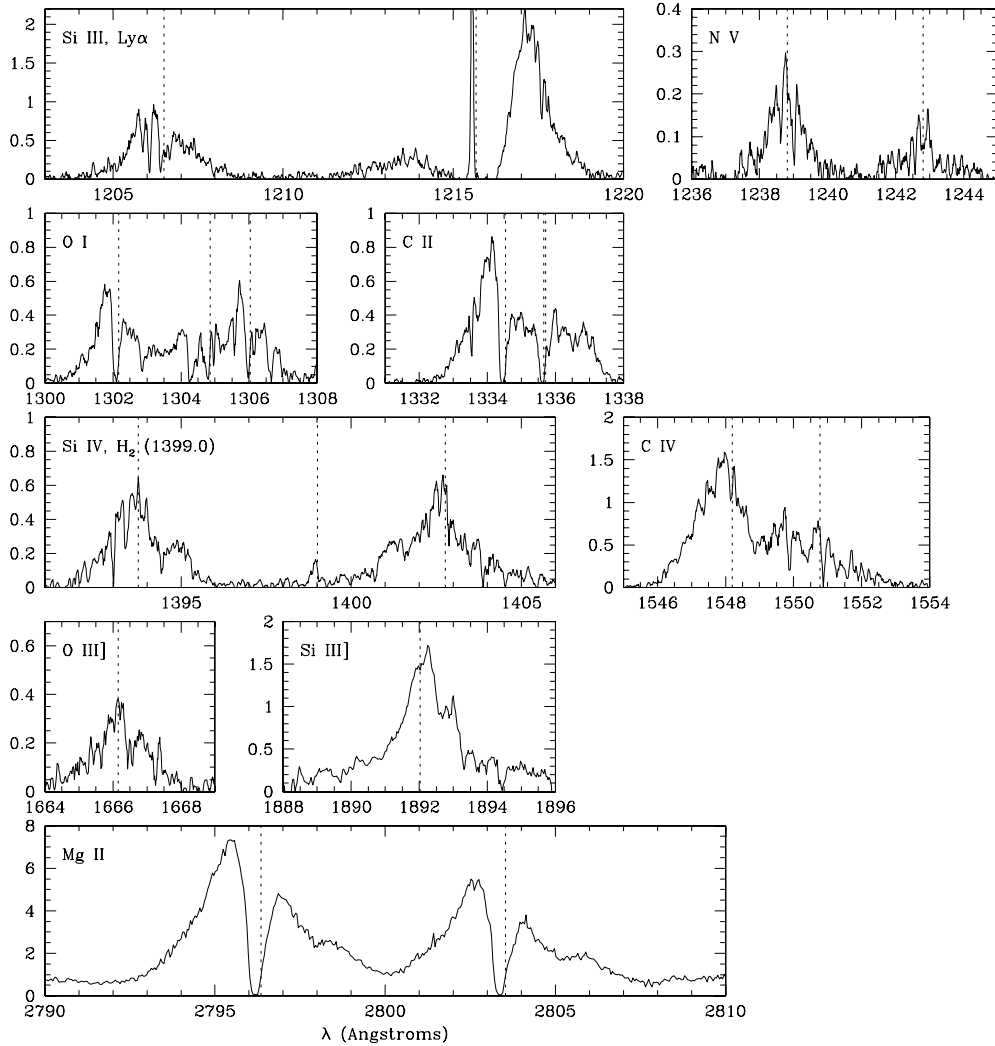 2
1.5
1
0.5
0
Si III, Lyα
1205 1210 1215 1220
0.4
0.3
0.2
0.1
0
N V
1236 1238 1240 1242 1244
1
0.8
0.6
0.4
0.2
0
O I
1300 1302 1304 1306 1308
1
0.8
0.6
0.4
0.2
0
C II
1332 1334 1336 1338
1
0.8
0.6
0.4
0.2
0
Si IV, H₂ (1399.0)
1395 1400 1405
2
1.5
1
0.5
0
C IV
1546 1548 1550 1552 1554
0.6
0.4
0.2
0
O III]
1664 1666 1668
2
1.5
1
0.5
0
Si III]
1888 1890 1892 1894 1896
8
6
4
2
0
Mg II
2790 2795 2800 2805 2810
λ (Angstroms)